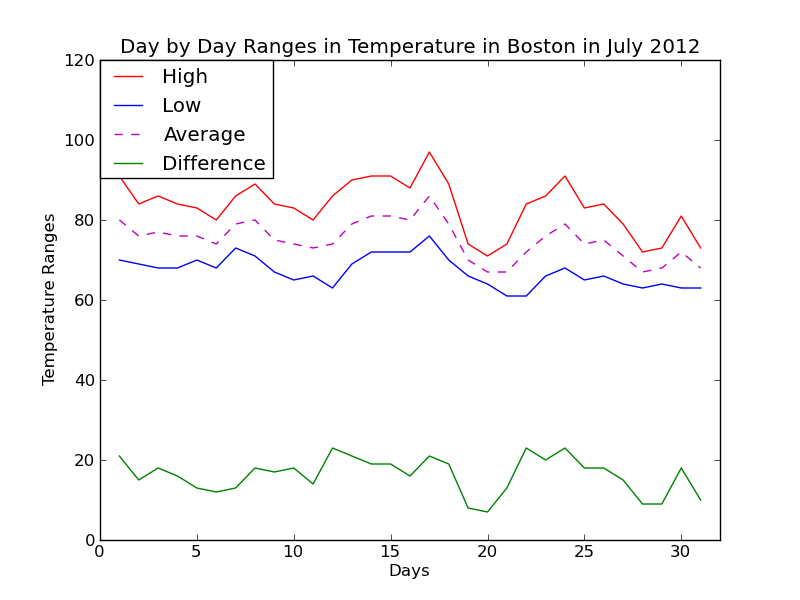 Day by Day Ranges in Temperature in Boston in July 2012
High
Low
Average
Difference
120
100
80
60
40
20
0
Temperature Ranges
0 5 10 15 20 25 30
Days